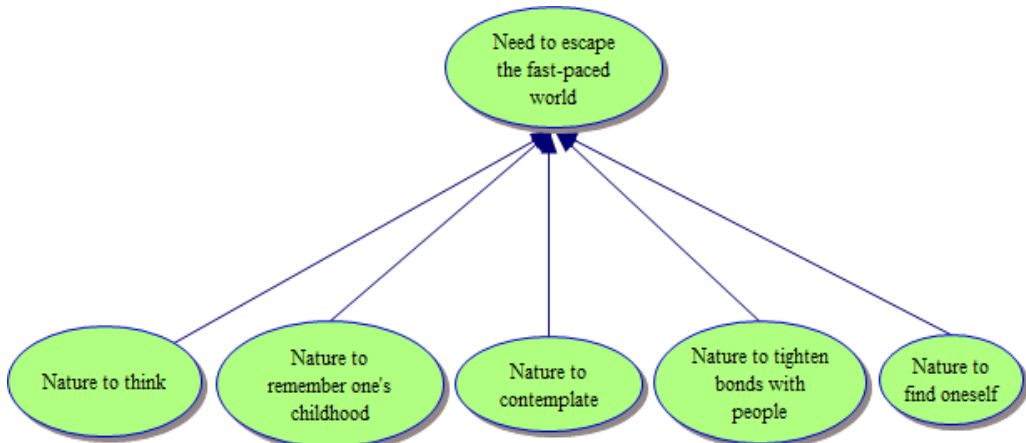 Need to escape
the fast-paced
world
Nature to think
Nature to
remember one's
childhood
Nature to
contemplate
Nature to tighten
bonds with
people
Nature to
find oneself